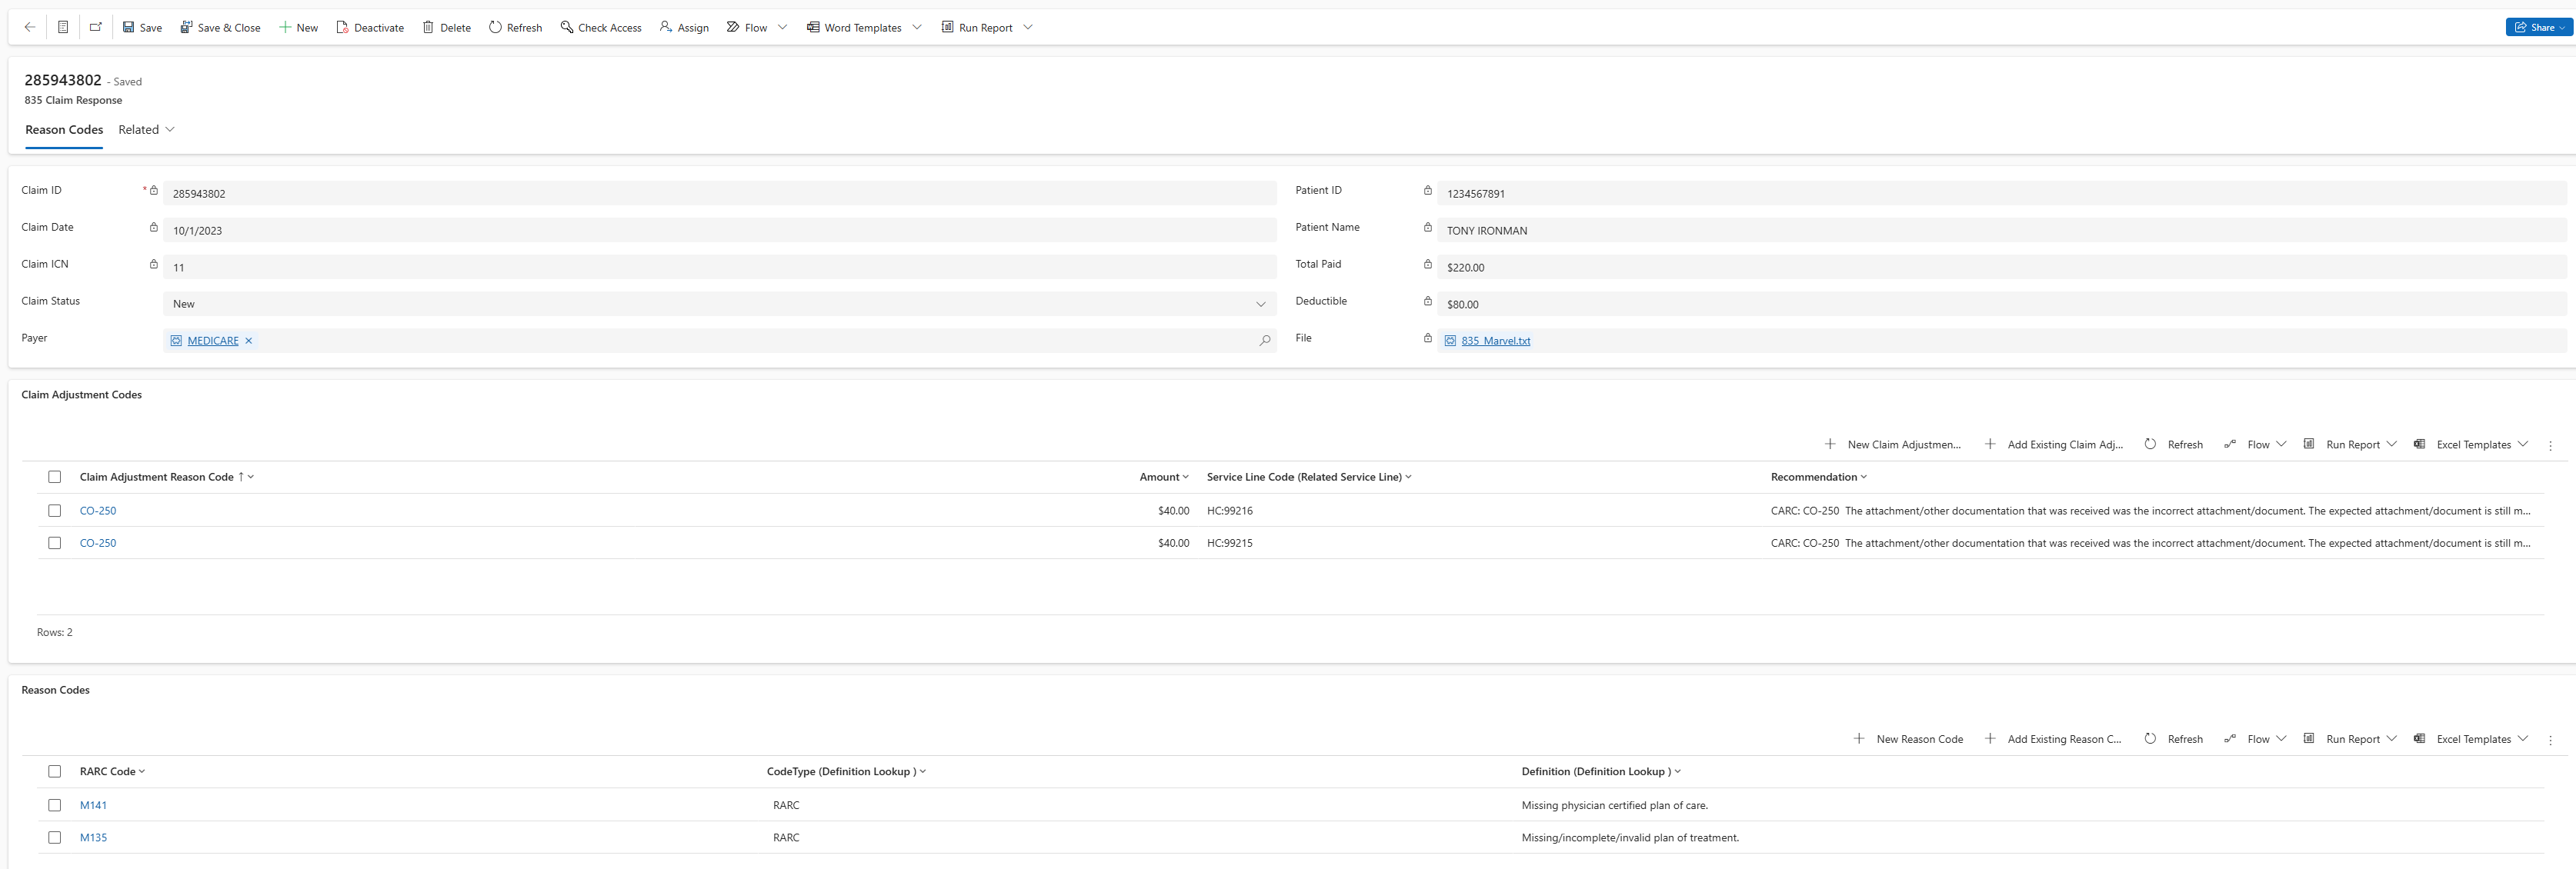 Save Save & Close New Deactivate Delete Refresh Check Access Assign Flow Word Templates Run Report Share
285943802 - Saved
835 Claim Response
Reason Codes Related
Claim ID * 285943802 Patient ID 1234567891
Claim Date 10/1/2023 Patient Name TONY IRONMAN
Claim ICN 11 Total Paid $220.00
Claim Status New Deductible $80.00
Payer MEDICARE File 835_Marvel.txt
Claim Adjustment Codes
New Claim Adjustmen... Add Existing Claim Adj... Refresh Flow Run Report Excel Templates
Claim Adjustment Reason Code Amount Service Line Code (Related Service Line) Recommendation
CO-250 $40.00 HC:99216 CARC: CO-250 The attachment/other documentation that was received was the incorrect attachment/document. The expected attachment/document is still m...
CO-250 $40.00 HC:99215 CARC: CO-250 The attachment/other documentation that was received was the incorrect attachment/document. The expected attachment/document is still m...
Rows: 2
Reason Codes
New Reason Code Add Existing Reason C... Refresh Flow Run Report Excel Templates
RARC Code CodeType (Definition Lookup ) Definition (Definition Lookup )
M141 RARC Missing physician certified plan of care.
M135 RARC Missing/incomplete/invalid plan of treatment.